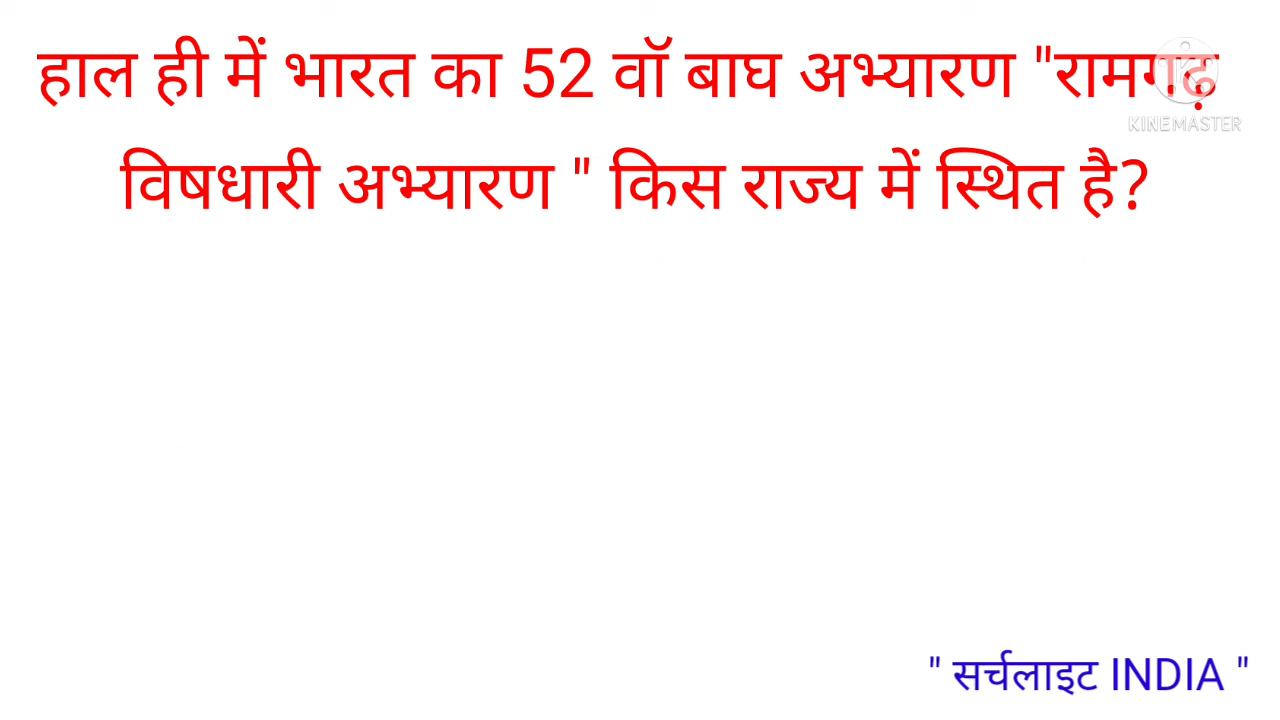 हाल ही में भारत का 52 वॉ बाघ अभ्यारण "रामगढ़
KINEMASTER
विषधारी अभ्यारण " किस राज्य में स्थित है?
" सर्चलाइट INDIA "